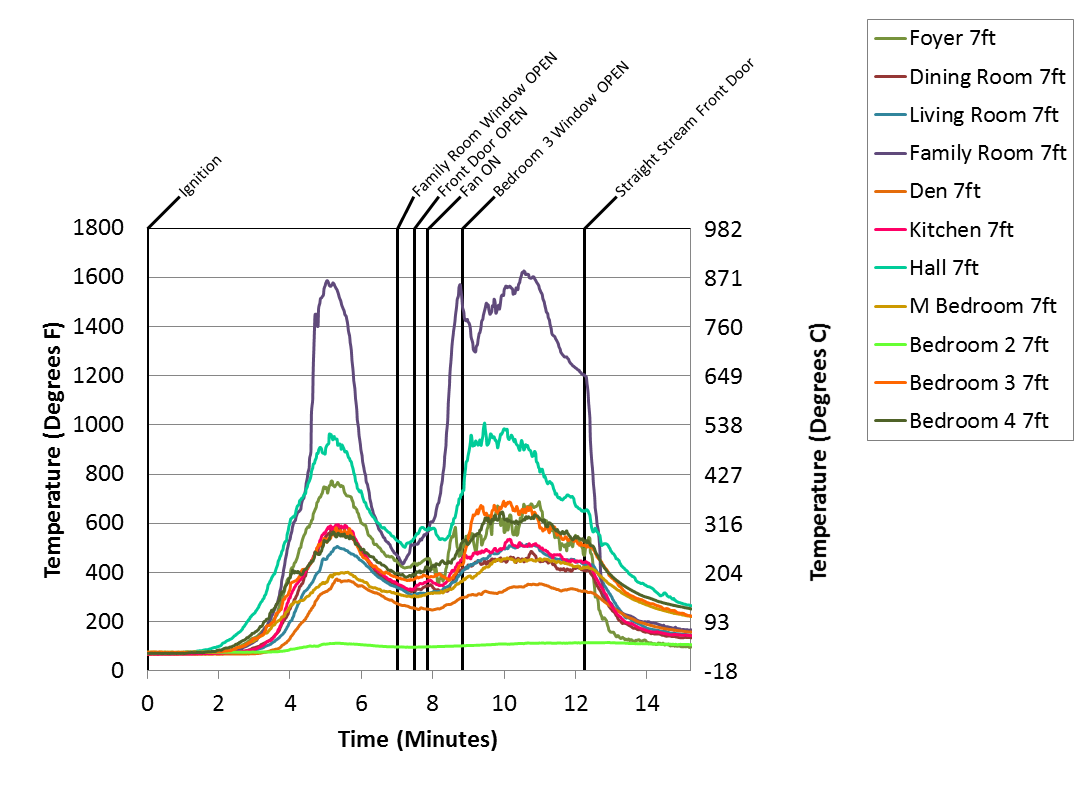 Ignition
Family Room Window OPEN
Front Door OPEN
Fan ON
Bedroom 3 Window OPEN
Straight Stream Front Door
Foyer 7ft
Dining Room 7ft
Living Room 7ft
Family Room 7ft
Den 7ft
Kitchen 7ft
Hall 7ft
M Bedroom 7ft
Bedroom 2 7ft
Bedroom 3 7ft
Bedroom 4 7ft
Temperature (Degrees F)
1800
1600
1400
1200
1000
800
600
400
200
0
982
871
760
649
538
427
316
204
93
-18
Temperature (Degrees C)
0 2 4 6 8 10 12 14
Time (Minutes)